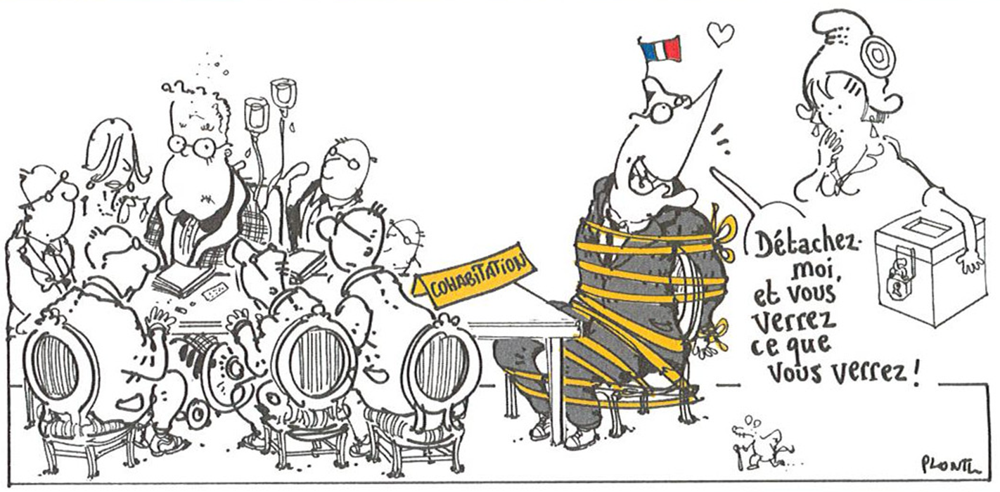 COHABITATION
Détachez-
moi,
et vous
verrez
ce que
vous verrez !
PLANTU